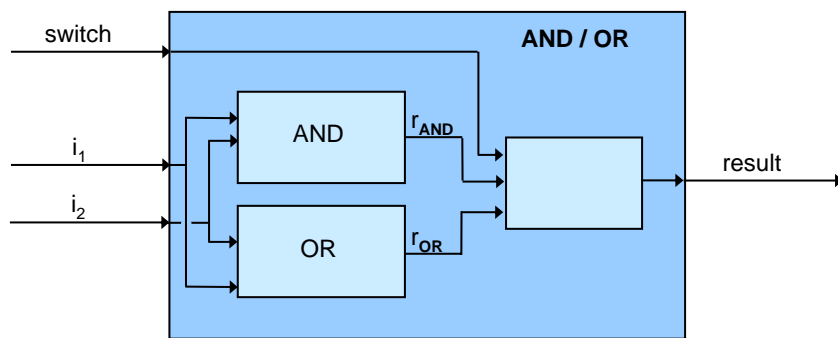 switch
AND / OR
AND
r_AND
i_1
result
i_2
OR
r_OR